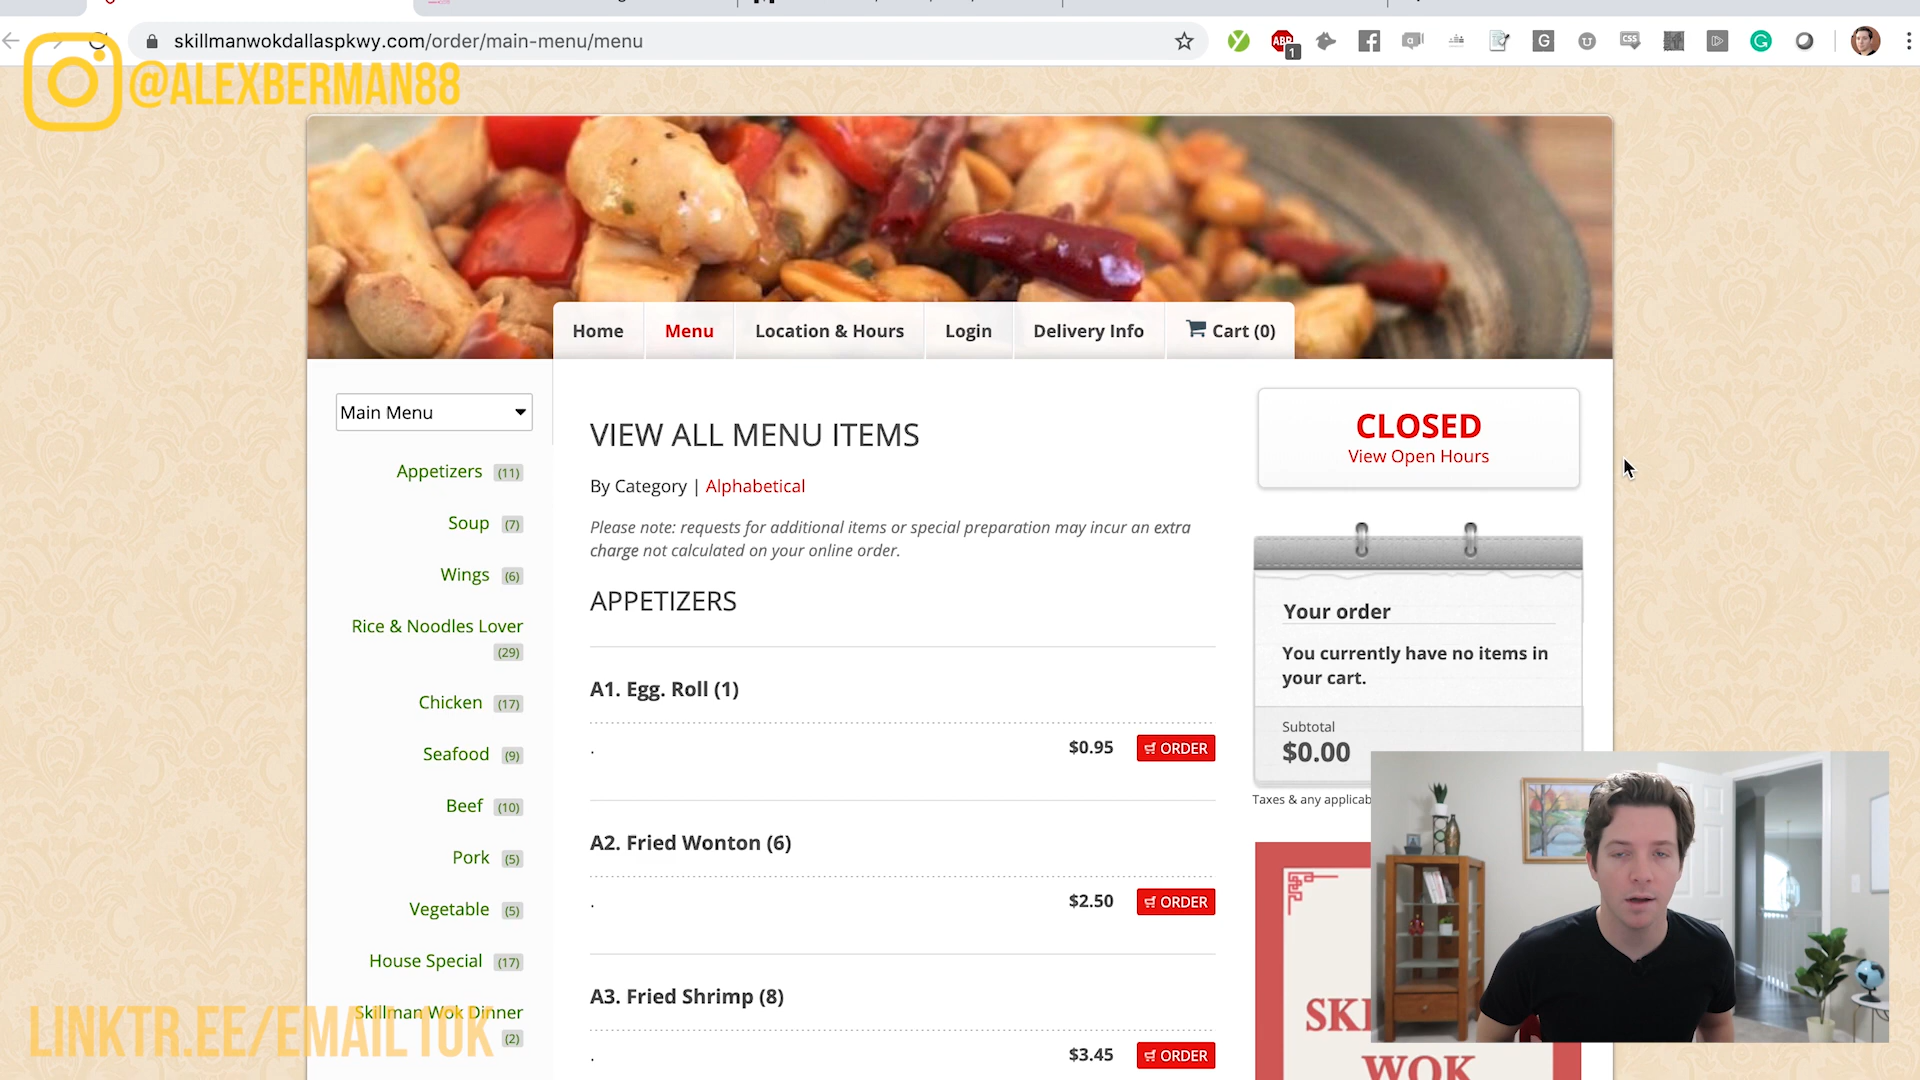 skillmanwokdallaspkwy.com/order/main-menu/menu
@ALEXBERMAN88
Home
Menu
Location & Hours
Login
Delivery Info
Cart (0)
Main Menu
Appetizers (11)
Soup (7)
Wings (6)
Rice & Noodles Lover
(29)
Chicken (17)
Seafood (9)
Beef (10)
Pork (5)
Vegetable (5)
House Special (17)
Skillman Wok Dinner
(2)
VIEW ALL MENU ITEMS
By Category | Alphabetical
Please note: requests for additional items or special preparation may incur an extra
charge not calculated on your online order.
APPETIZERS
A1. Egg. Roll (1)
. $0.95 ORDER
A2. Fried Wonton (6)
. $2.50 ORDER
A3. Fried Shrimp (8)
. $3.45 ORDER
CLOSED
View Open Hours
Your order
You currently have no items in
your cart.
Subtotal
$0.00
Taxes & any applicab
SKI
WOK
LINKTR.EE/EMAIL10K
ABP
1
CSS
G